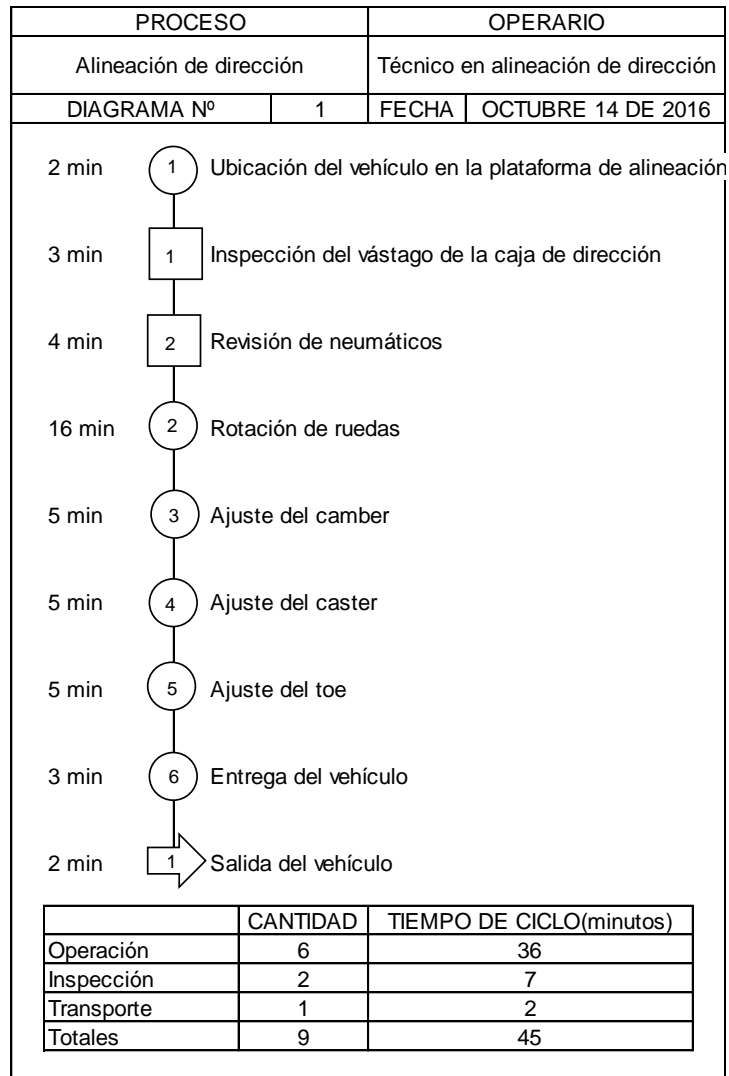 PROCESO OPERARIO
Alineación de dirección Técnico en alineación de dirección
DIAGRAMA Nº 1 FECHA OCTUBRE 14 DE 2016
2 min 1 Ubicación del vehículo en la plataforma de alineación
3 min 1 Inspección del vástago de la caja de dirección
4 min 2 Revisión de neumáticos
16 min 2 Rotación de ruedas
5 min 3 Ajuste del camber
5 min 4 Ajuste del caster
5 min 5 Ajuste del toe
3 min 6 Entrega del vehículo
2 min 1 Salida del vehículo
CANTIDAD TIEMPO DE CICLO(minutos)
Operación 6 36
Inspección 2 7
Transporte 1 2
Totales 9 45